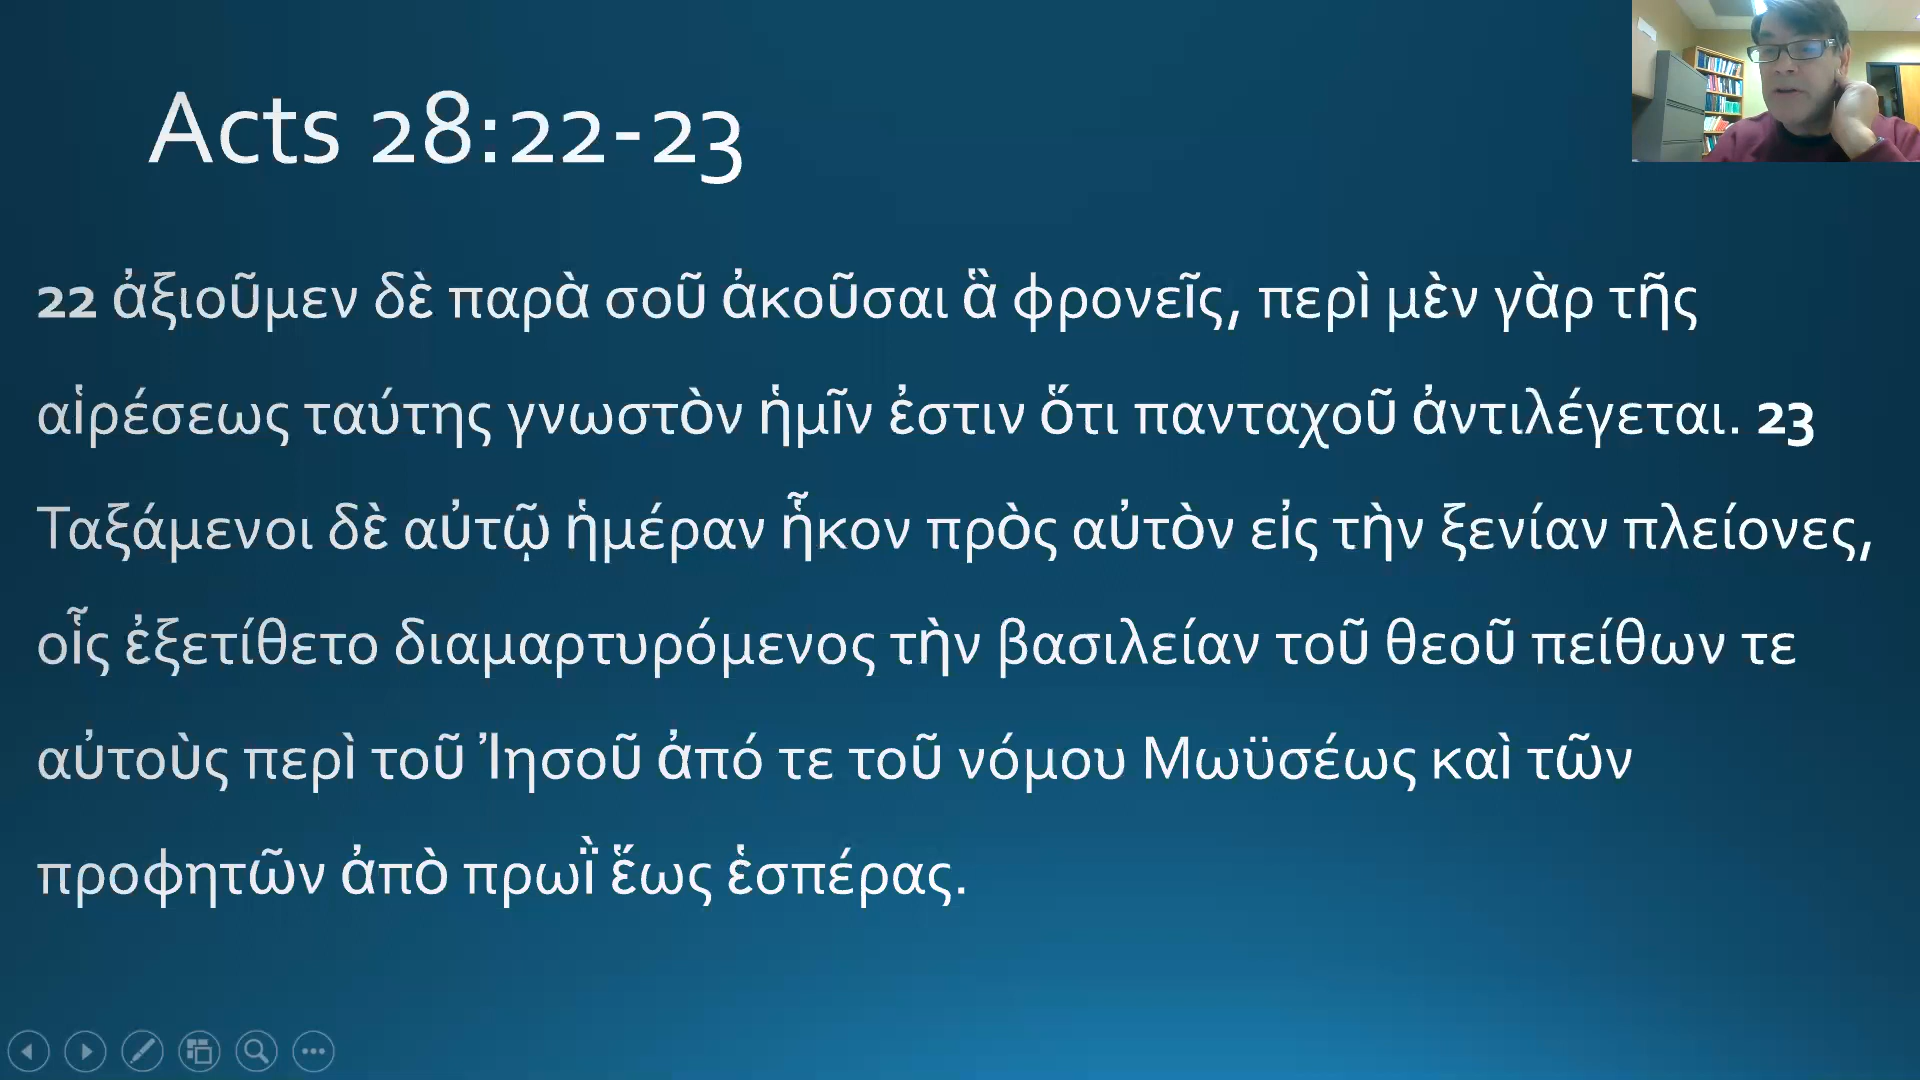 Acts 28:22-23
22 ἀξιοῦμεν δὲ παρὰ σοῦ ἀκοῦσαι ἃ φρονεῖς, περὶ μὲν γὰρ τῆς
αἱρέσεως ταύτης γνωστὸν ἡμῖν ἐστιν ὅτι πανταχοῦ ἀντιλέγεται. 23
Ταξάμενοι δὲ αὐτῷ ἡμέραν ἧκον πρὸς αὐτὸν εἰς τὴν ξενίαν πλείονες,
οἷς ἐξετίθετο διαμαρτυρόμενος τὴν βασιλείαν τοῦ θεοῦ πείθων τε
αὐτοὺς περὶ τοῦ Ἰησοῦ ἀπό τε τοῦ νόμου Μωϋσέως καὶ τῶν
προφητῶν ἀπὸ πρωῒ ἕως ἑσπέρας.